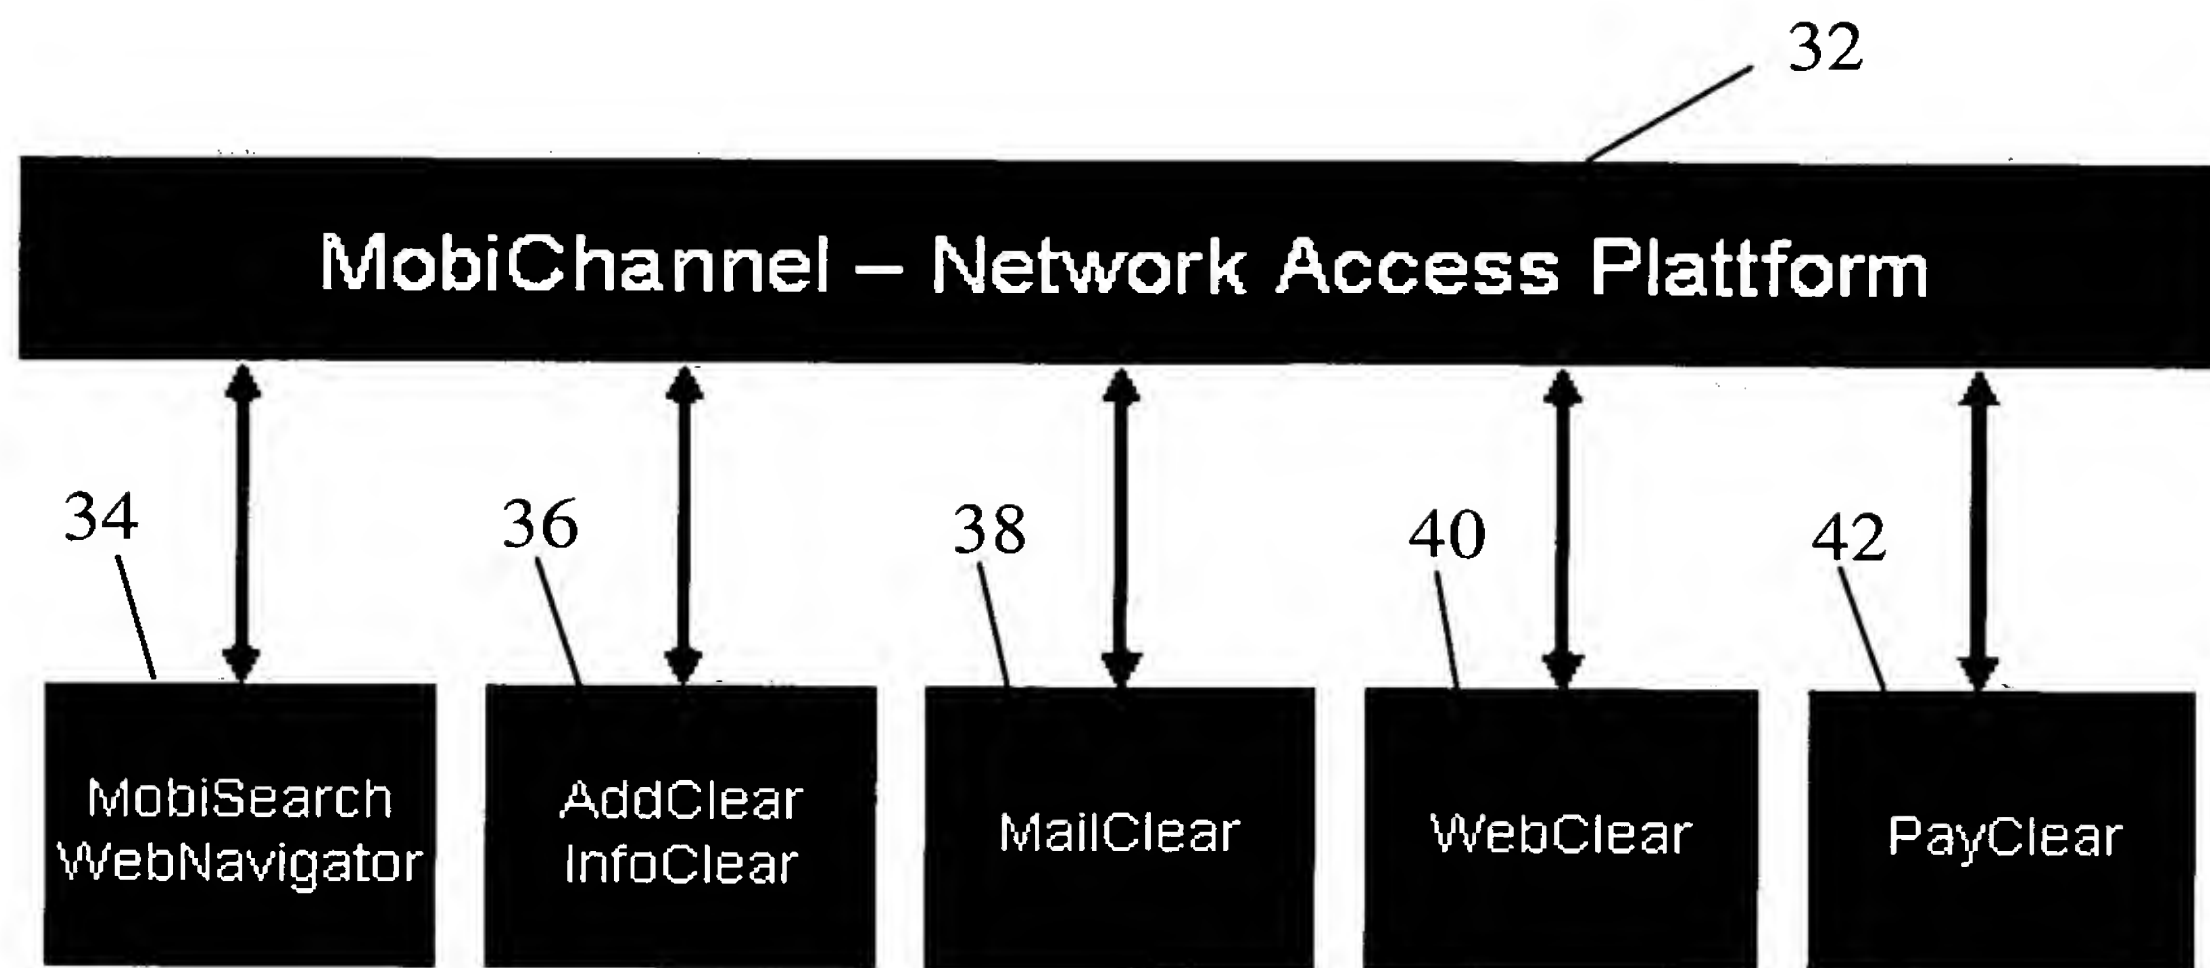 32
MobiChannel – Network Access Plattform
34
36
38
40
42
MobiSearch
WebNavigator
AddClear
InfoClear
MailClear
WebClear
PayClear